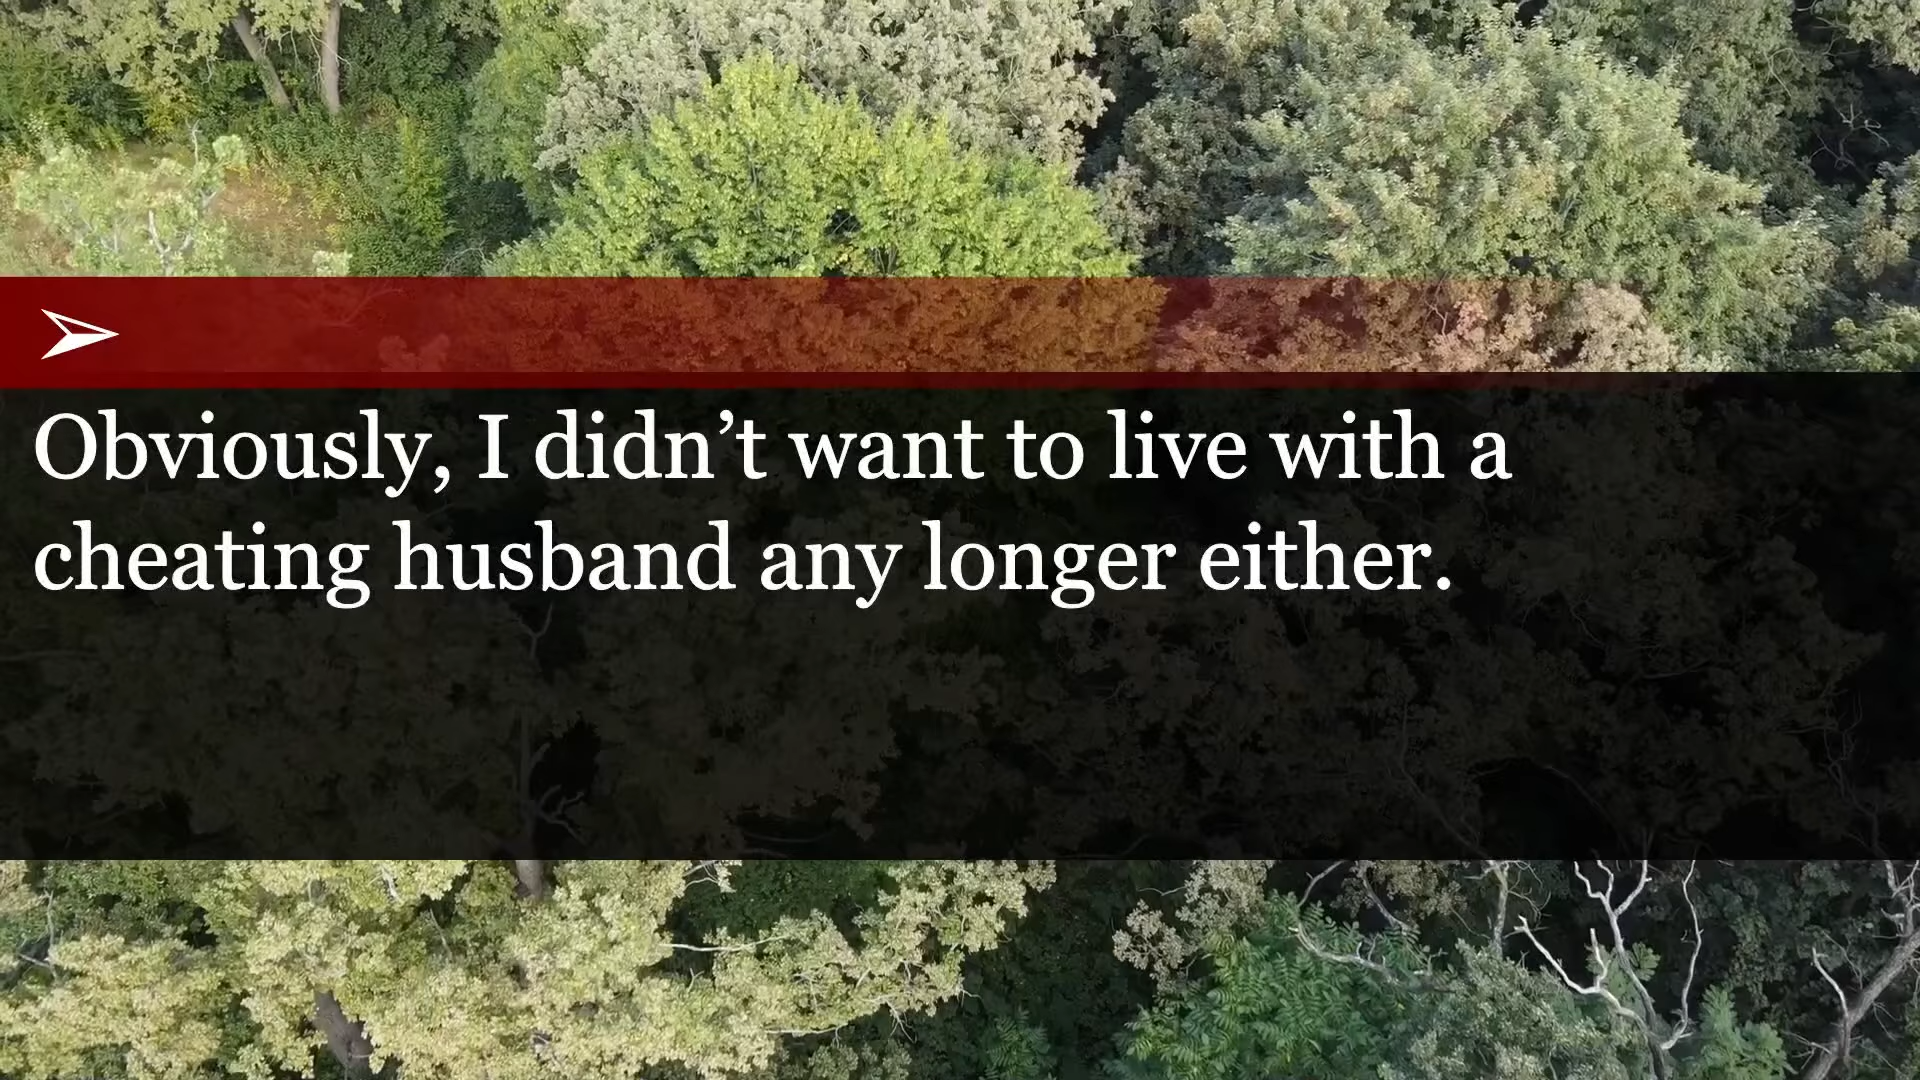 Obviously, I didn’t want to live with a
cheating husband any longer either.